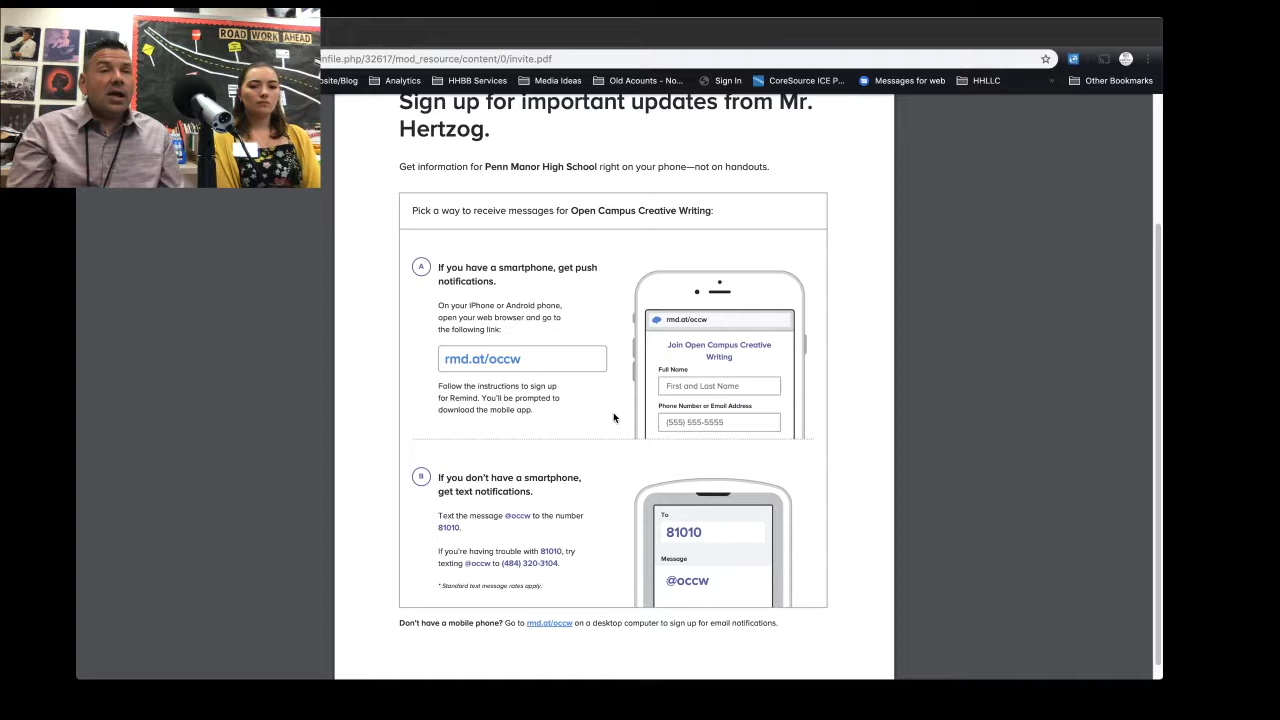 ROAD WORK AHEAD
nfile.php/32617/mod_resource/content/0/invite.pdf
osite/Blog Analytics HHBB Services Media Ideas Old Acounts - No... Sign In CoreSource ICE P... Messages for web HHLLC » Other Bookmarks
Sign up for important updates from Mr.
Hertzog.
Get information for Penn Manor High School right on your phone—not on handouts.
Pick a way to receive messages for Open Campus Creative Writing:
A
If you have a smartphone, get push
notifications.
On your iPhone or Android phone,
open your web browser and go to
the following link:
rmd.at/occw
Follow the instructions to sign up
for Remind. You'll be prompted to
download the mobile app.
rmd.at/occw
Join Open Campus Creative
Writing
Full Name
First and Last Name
Phone Number or Email Address
(555) 555-5555
B
If you don't have a smartphone,
get text notifications.
Text the message @occw to the number
81010.
If you're having trouble with 81010, try
texting @occw to (484) 320-3104.
* Standard text message rates apply.
To
81010
Message
@occw
Don't have a mobile phone? Go to rmd.at/occw on a desktop computer to sign up for email notifications.